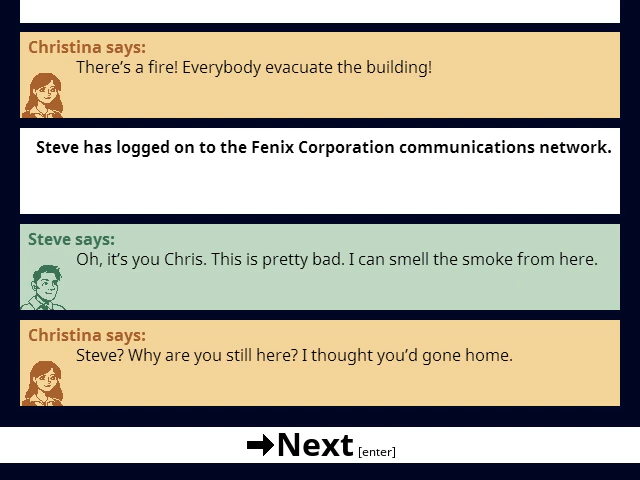 Christina says:
There’s a fire! Everybody evacuate the building!
Steve has logged on to the Fenix Corporation communications network.
Steve says:
Oh, it’s you Chris. This is pretty bad. I can smell the smoke from here.
Christina says:
Steve? Why are you still here? I thought you’d gone home.
➡Next [enter]